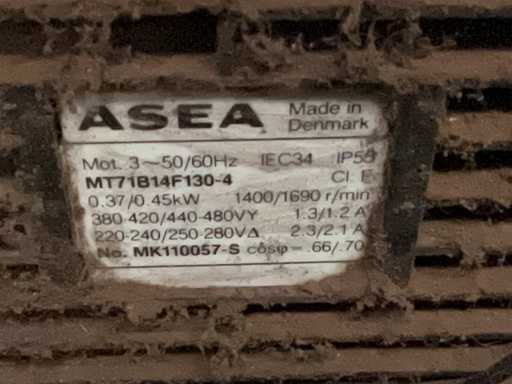 ASEA
Made in
Denmark
Mot. 3~50/60Hz IEC34 IP55
MT71B14F130-4 Cl. E
0.37/0.45kW 1400/1690 r/min
380-420/440-480VY 1.3/1.2 A
220-240/250-280VΔ 2.3/2.1 A
No. MK110057-S cosφ - .66/.70